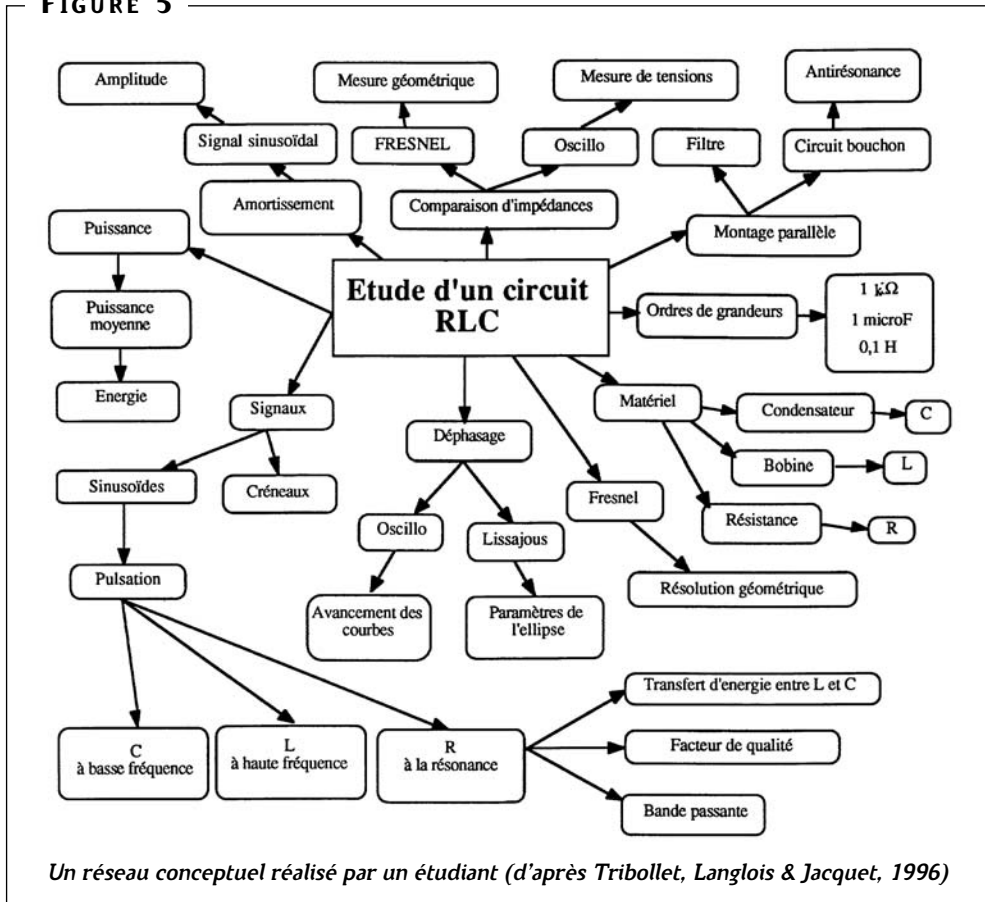 FIGURE 5
Amplitude
Mesure géométrique
Mesure de tensions
Antirésonance
Signal sinusoïdal
FRESNEL
Oscillo
Filtre
Circuit bouchon
Amortissement
Comparaison d'impédances
Puissance
Montage parallèle
Etude d'un circuit
RLC
Ordres de grandeurs
1 kΩ
1 microF
0,1 H
Puissance
moyenne
Energie
Signaux
Matériel
Condensateur
C
Déphasage
Bobine
L
Sinusoïdes
Créneaux
Fresnel
Résistance
R
Oscillo
Lissajous
Pulsation
Résolution géométrique
Avancement des
courbes
Paramètres de
l'ellipse
Transfert d'energie entre L et C
C
à basse fréquence
L
à haute fréquence
R
à la résonance
Facteur de qualité
Bande passante
Un réseau conceptuel réalisé par un étudiant (d'après Tribollet, Langlois & Jacquet, 1996)